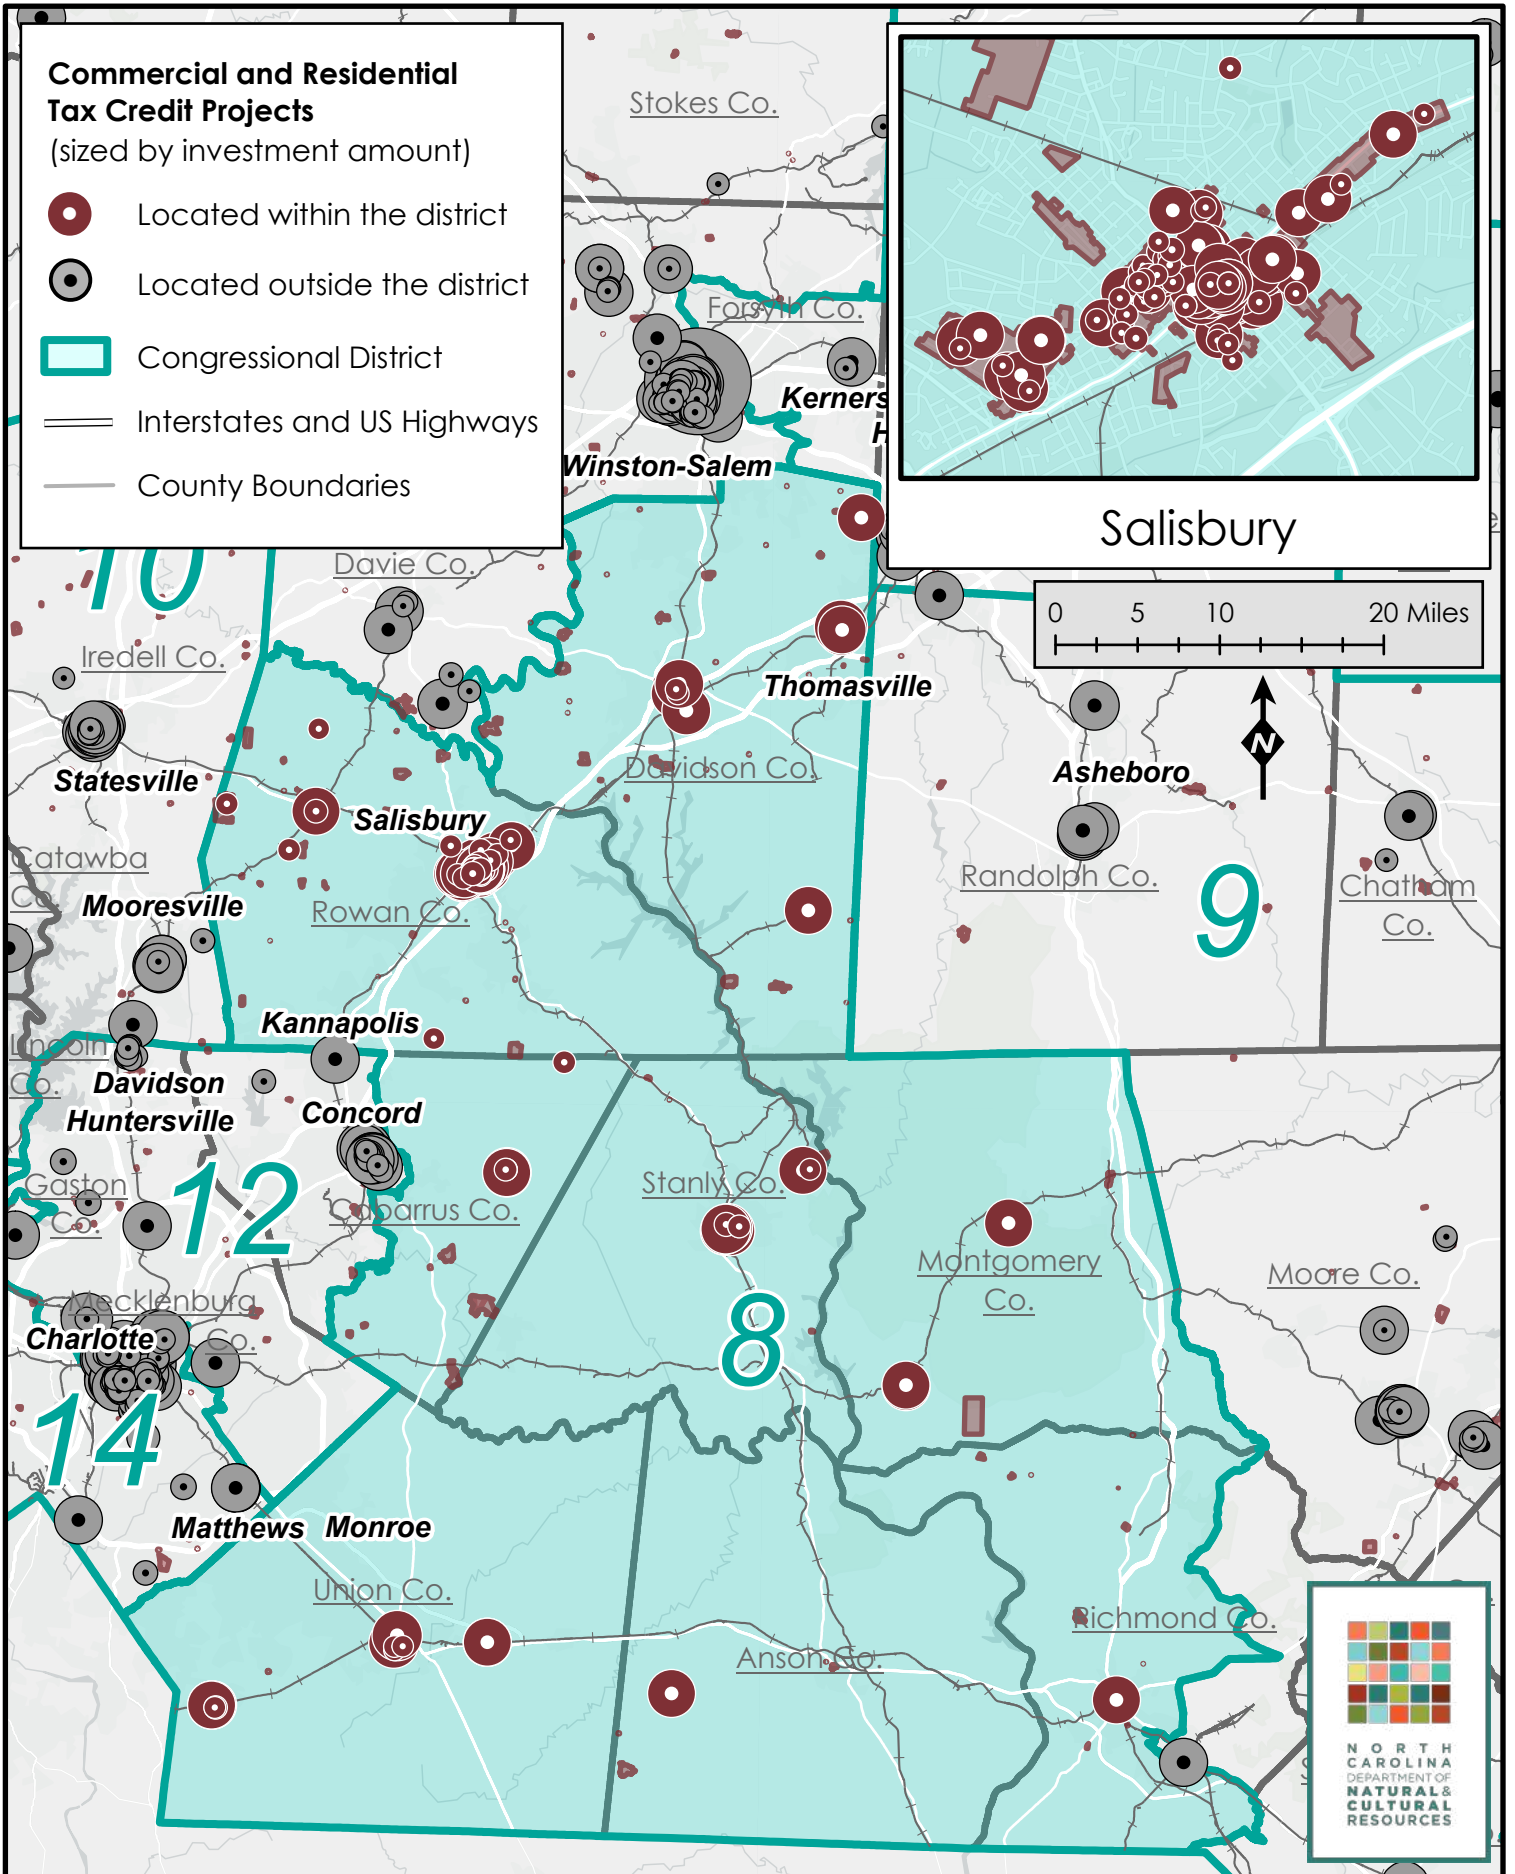 Commercial and Residential
Tax Credit Projects
(sized by investment amount)
Located within the district
Located outside the district
Congressional District
Interstates and US Highways
County Boundaries
Stokes Co.
Forsyth Co.
Winston-Salem
Salisbury
0 5 10 20 Miles
N
10
Davie Co.
Iredell Co.
Statesville
Thomasville
Davidson Co.
Asheboro
Salisbury
Catawba
Co.
Mooresville
Rowan Co.
Randolph Co.
9
Chatham
Co.
Kannapolis
Lincoln
Co.
Davidson
Huntersville
Concord
12
Gaston
Co.
Cabarrus Co.
Stanly Co.
Montgomery
Co.
Moore Co.
Mecklenburg
Co.
Charlotte
8
14
Matthews
Monroe
Union Co.
Anson Co.
Richmond Co.
NORTH
CAROLINA
DEPARTMENT OF
NATURAL &
CULTURAL
RESOURCES